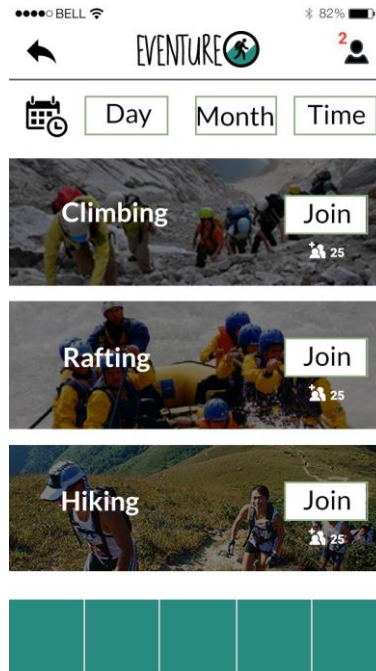 BELL 82%
EVENTURE 2
Day Month Time
Climbing Join
25
Rafting Join
25
Hiking Join
25